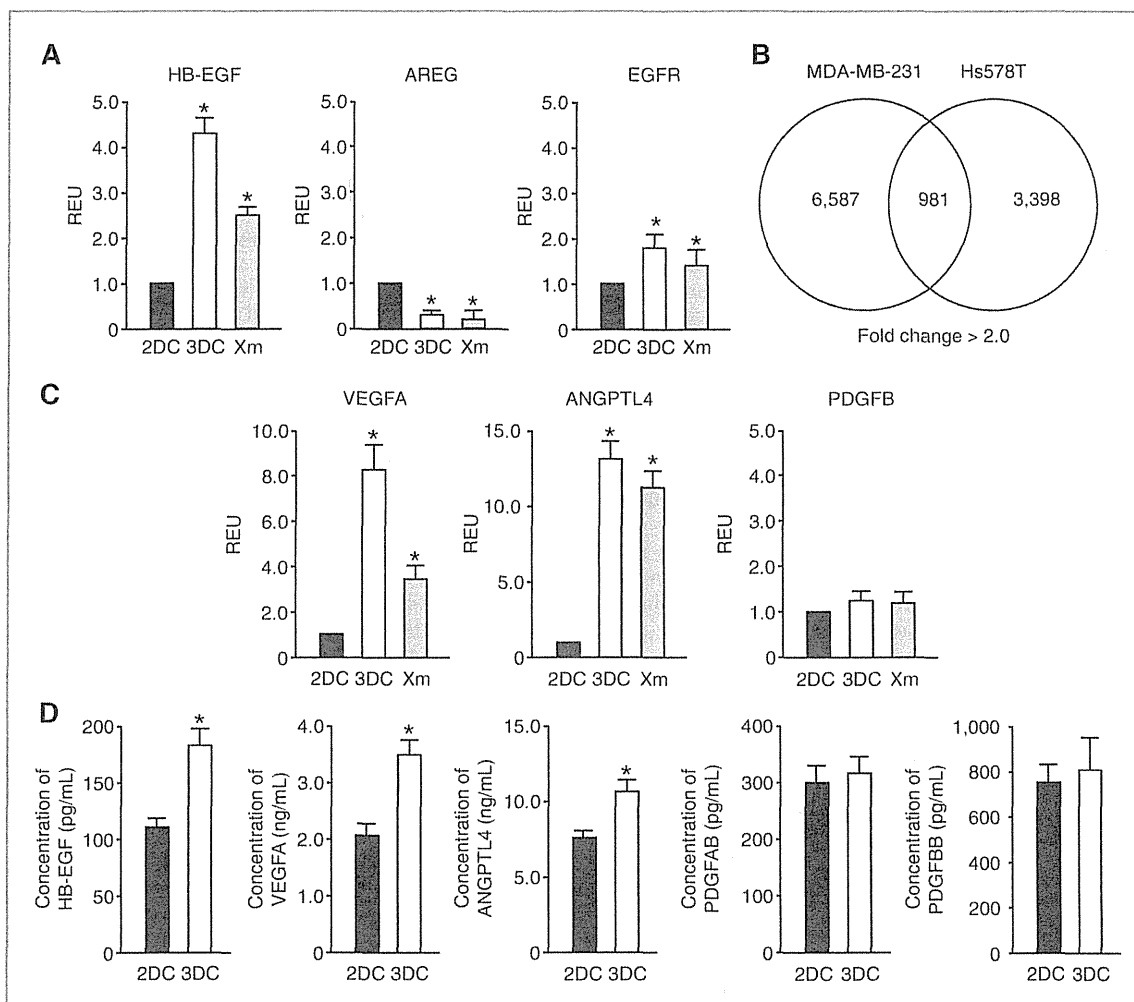 A
HB-EGF
AREG
EGFR
REU
5.0
4.0
3.0
2.0
1.0
0
*
*
2DC 3DC Xm
REU
5.0
4.0
3.0
2.0
1.0
0
*
*
2DC 3DC Xm
REU
5.0
4.0
3.0
2.0
1.0
0
*
*
2DC 3DC Xm
B
MDA-MB-231
Hs578T
6,587
981
3,398
Fold change > 2.0
C
VEGFA
ANGPTL4
PDGFB
REU
10.0
8.0
6.0
4.0
2.0
0
*
*
2DC 3DC Xm
REU
15.0
10.0
5.0
0
*
*
2DC 3DC Xm
REU
5.0
4.0
3.0
2.0
1.0
0
2DC 3DC Xm
D
Concentration of
HB-EGF (pg/mL)
200
150
100
50
0
*
2DC 3DC
Concentration of
VEGFA (ng/mL)
4.0
3.0
2.0
1.0
0
*
2DC 3DC
Concentration of
ANGPTL4 (ng/mL)
15.0
10.0
5.0
0
*
2DC 3DC
Concentration of
PDGFAB (pg/mL)
400
300
200
100
0
2DC 3DC
Concentration of
PDGFBB (pg/mL)
1,000
800
600
400
200
0
2DC 3DC